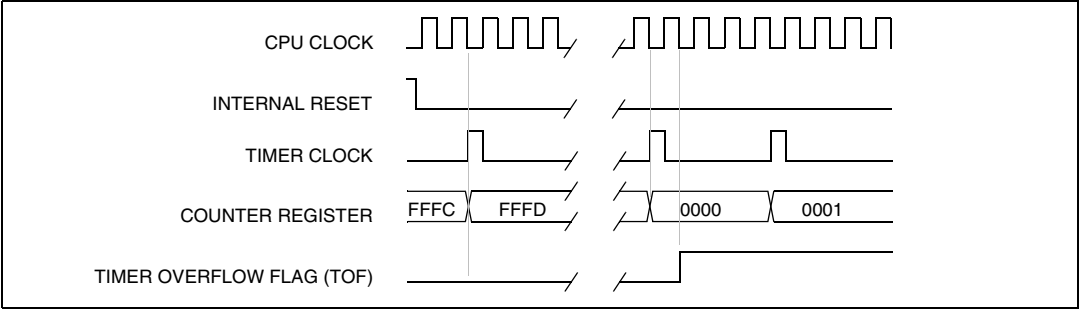 CPU CLOCK
INTERNAL RESET
TIMER CLOCK
COUNTER REGISTER FFFC FFFD 0000 0001
TIMER OVERFLOW FLAG (TOF)